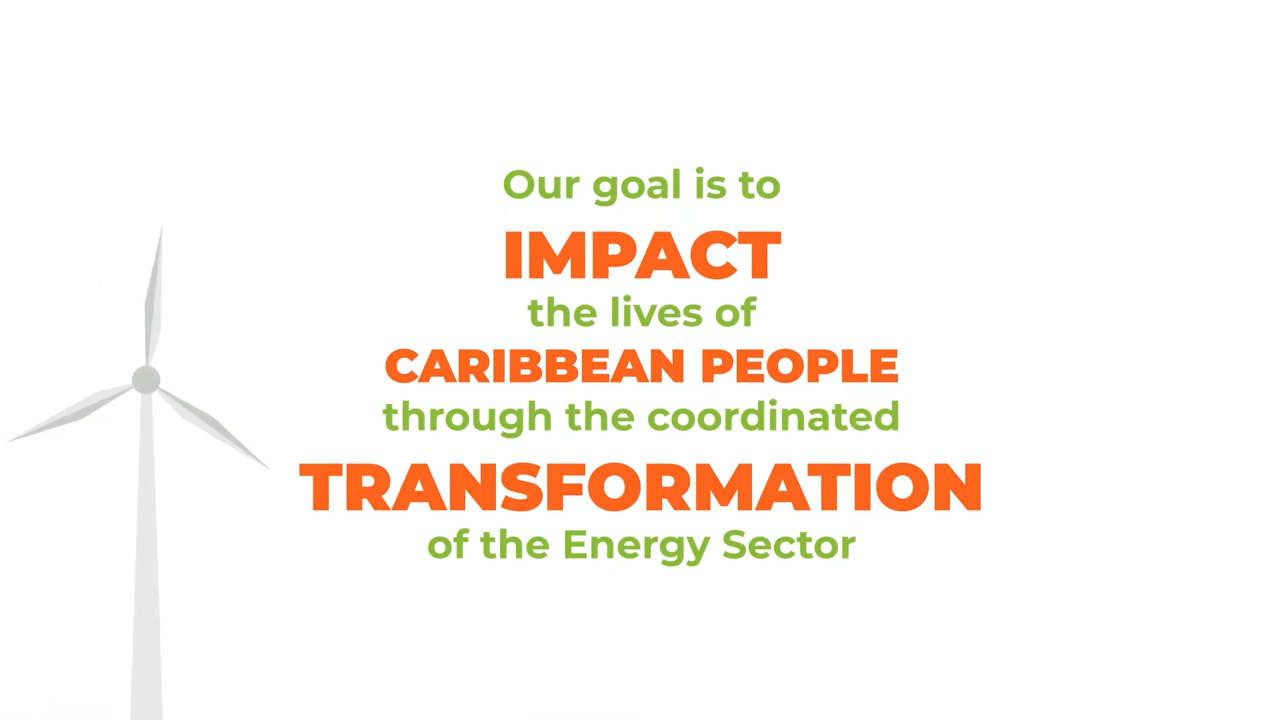 Our goal is to
IMPACT
the lives of
CARIBBEAN PEOPLE
through the coordinated
TRANSFORMATION
of the Energy Sector